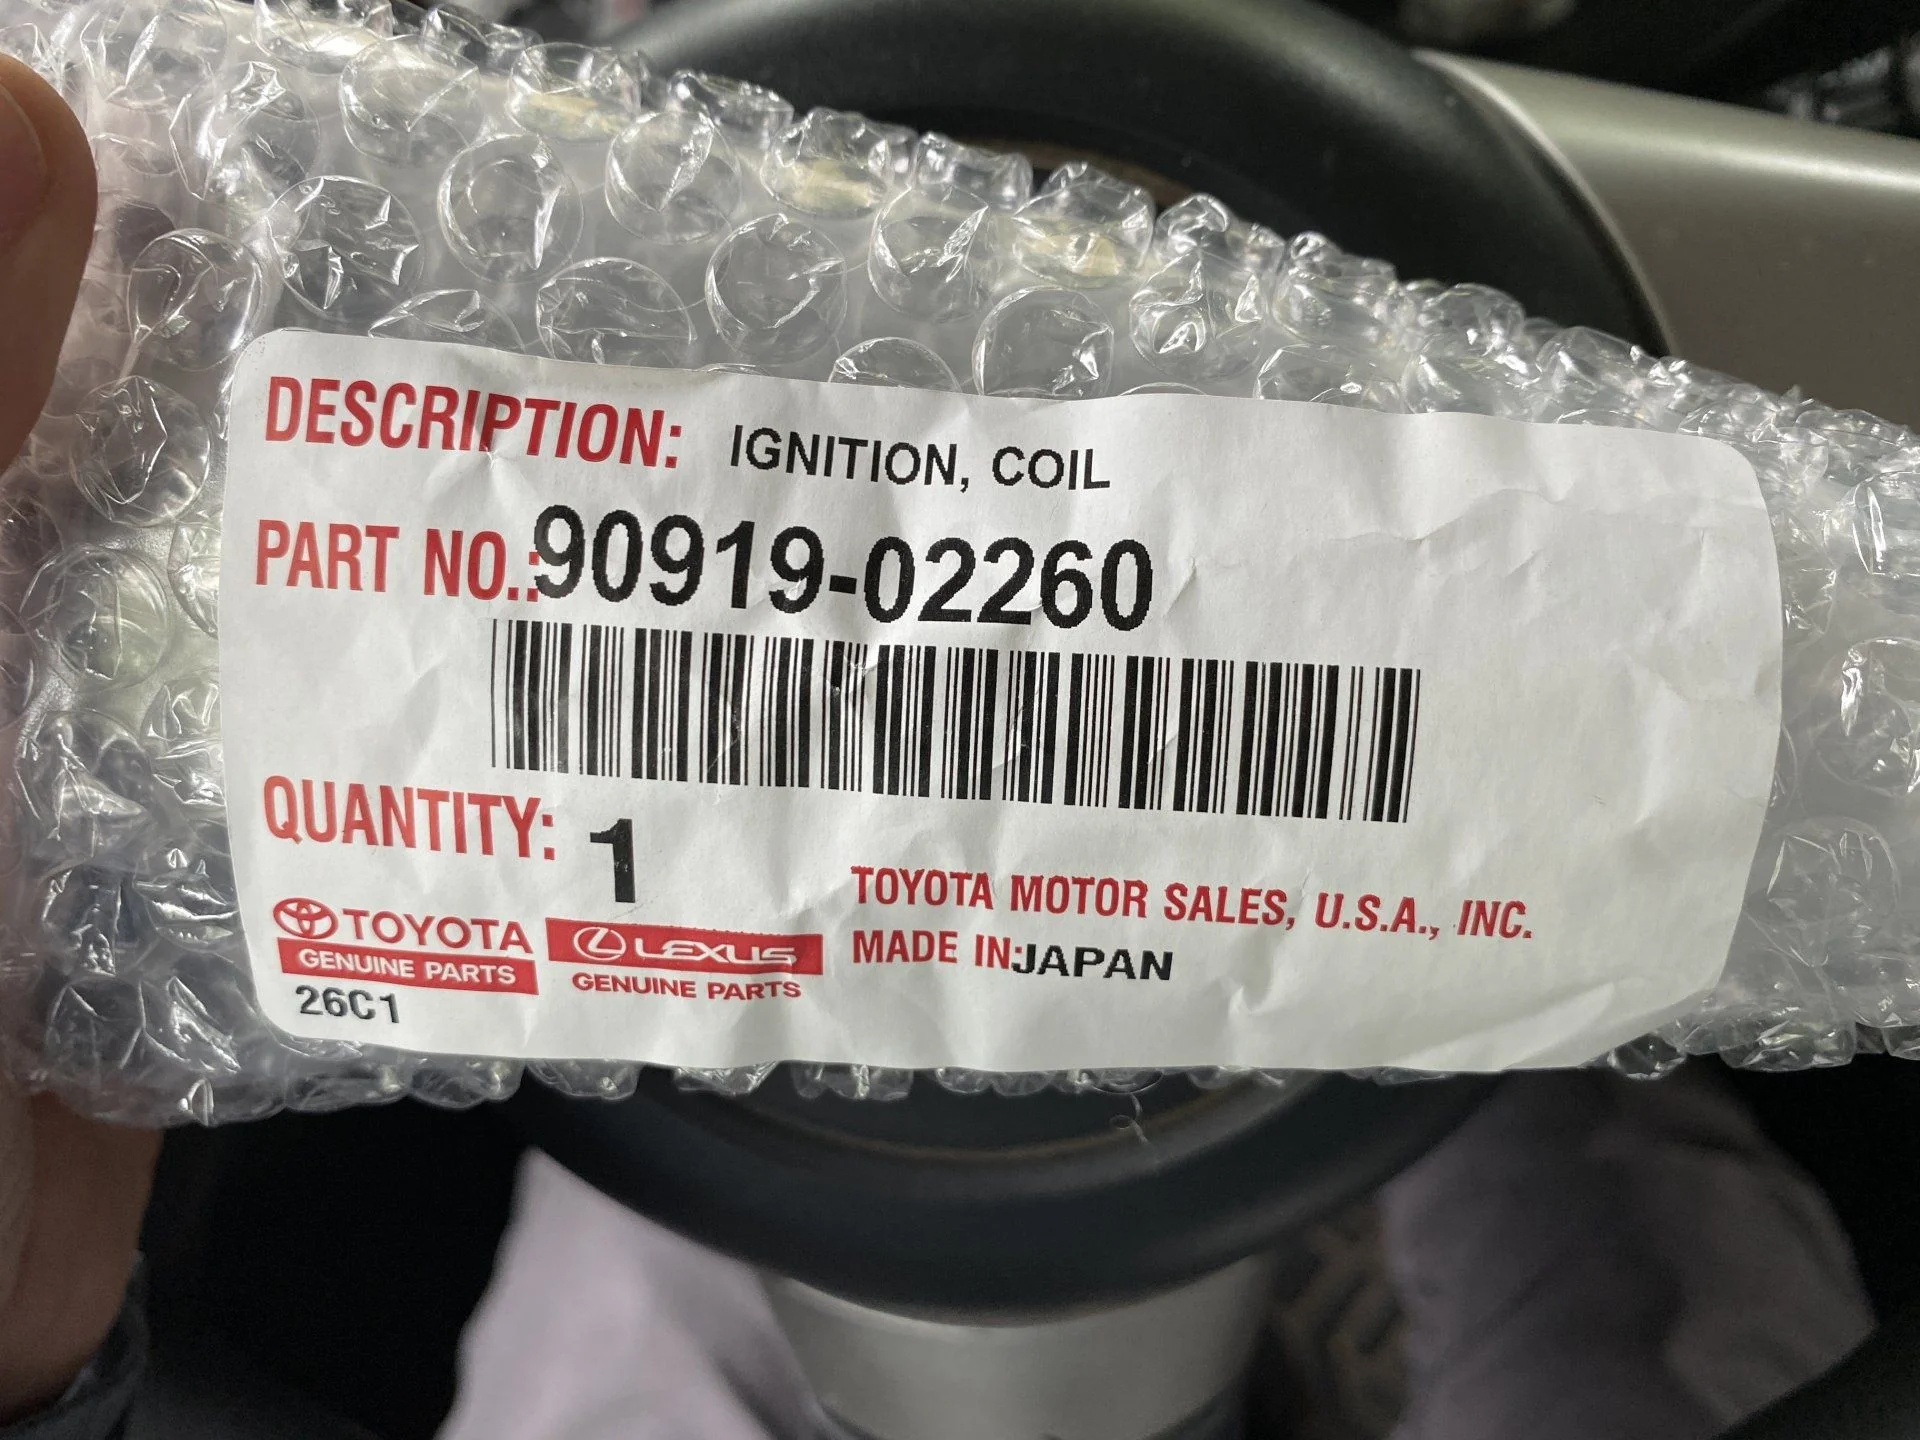 DESCRIPTION: IGNITION, COIL
PART NO.: 90919-02260
QUANTITY: 1
TOYOTA LEXUS TOYOTA MOTOR SALES, U.S.A., INC.
GENUINE PARTS GENUINE PARTS MADE IN: JAPAN
26C1